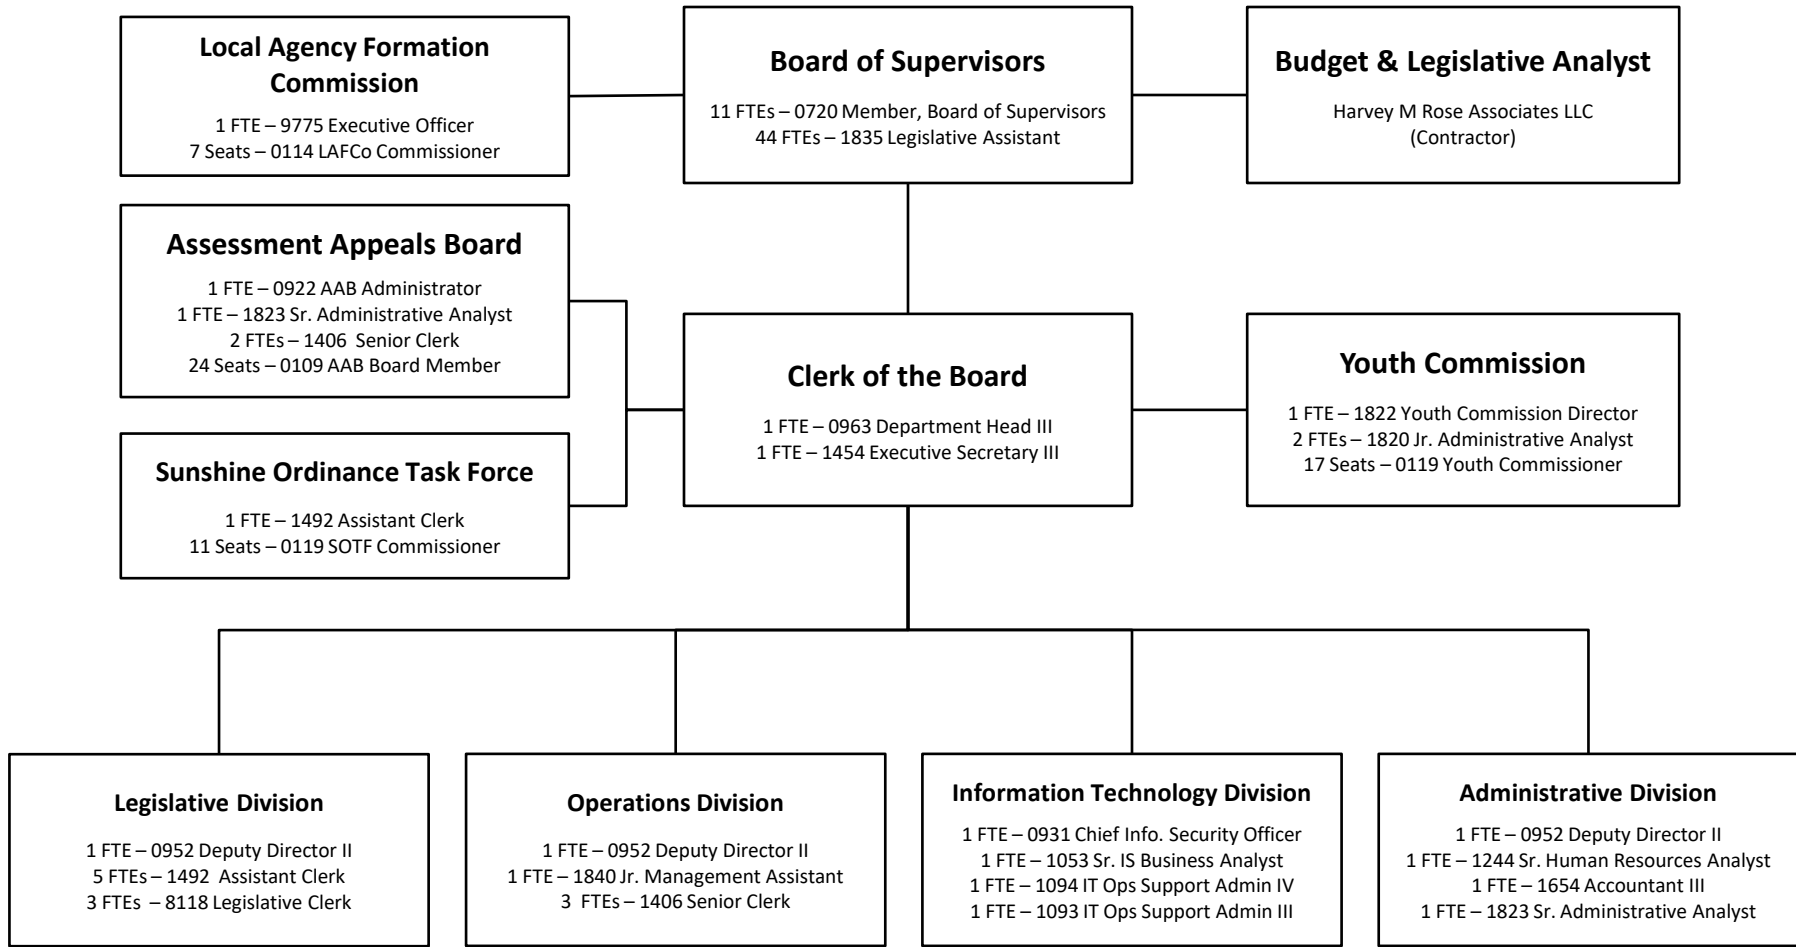 Local Agency Formation
Commission
1 FTE – 9775 Executive Officer
7 Seats – 0114 LAFCo Commissioner
Board of Supervisors
11 FTEs – 0720 Member, Board of Supervisors
44 FTEs – 1835 Legislative Assistant
Budget & Legislative Analyst
Harvey M Rose Associates LLC
(Contractor)
Assessment Appeals Board
1 FTE – 0922 AAB Administrator
1 FTE – 1823 Sr. Administrative Analyst
2 FTEs – 1406 Senior Clerk
24 Seats – 0109 AAB Board Member
Sunshine Ordinance Task Force
1 FTE – 1492 Assistant Clerk
11 Seats – 0119 SOTF Commissioner
Clerk of the Board
1 FTE – 0963 Department Head III
1 FTE – 1454 Executive Secretary III
Youth Commission
1 FTE – 1822 Youth Commission Director
2 FTEs – 1820 Jr. Administrative Analyst
17 Seats – 0119 Youth Commissioner
Legislative Division
1 FTE – 0952 Deputy Director II
5 FTEs – 1492 Assistant Clerk
3 FTEs – 8118 Legislative Clerk
Operations Division
1 FTE – 0952 Deputy Director II
1 FTE – 1840 Jr. Management Assistant
3 FTEs – 1406 Senior Clerk
Information Technology Division
1 FTE – 0931 Chief Info. Security Officer
1 FTE – 1053 Sr. IS Business Analyst
1 FTE – 1094 IT Ops Support Admin IV
1 FTE – 1093 IT Ops Support Admin III
Administrative Division
1 FTE – 0952 Deputy Director II
1 FTE – 1244 Sr. Human Resources Analyst
1 FTE – 1654 Accountant III
1 FTE – 1823 Sr. Administrative Analyst